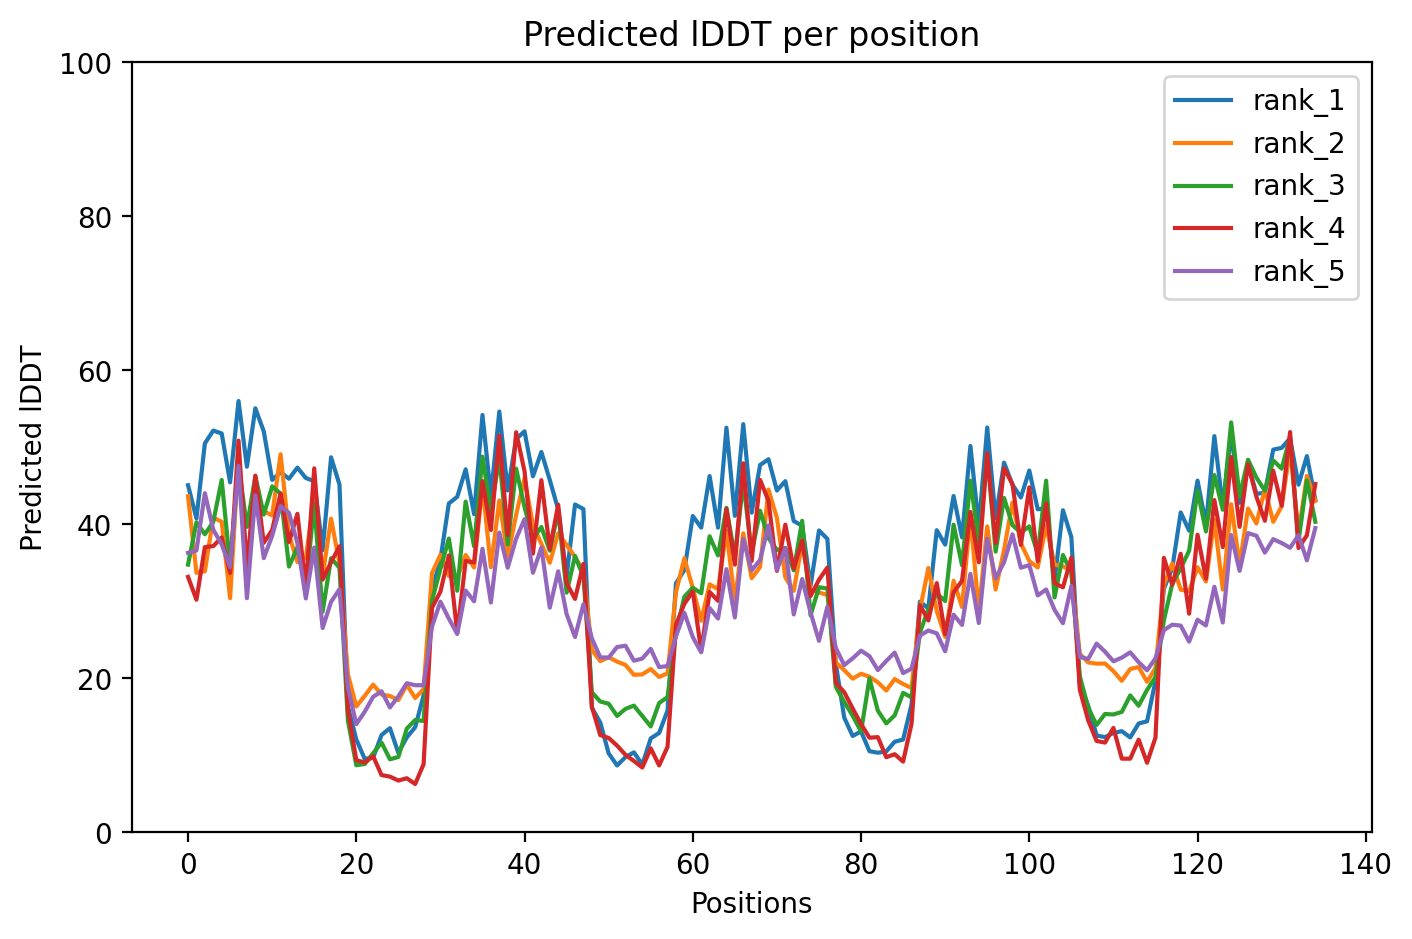 Predicted lDDT per position
100
80
60
40
20
0
Predicted lDDT
0 20 40 60 80 100 120 140
Positions
rank_1
rank_2
rank_3
rank_4
rank_5